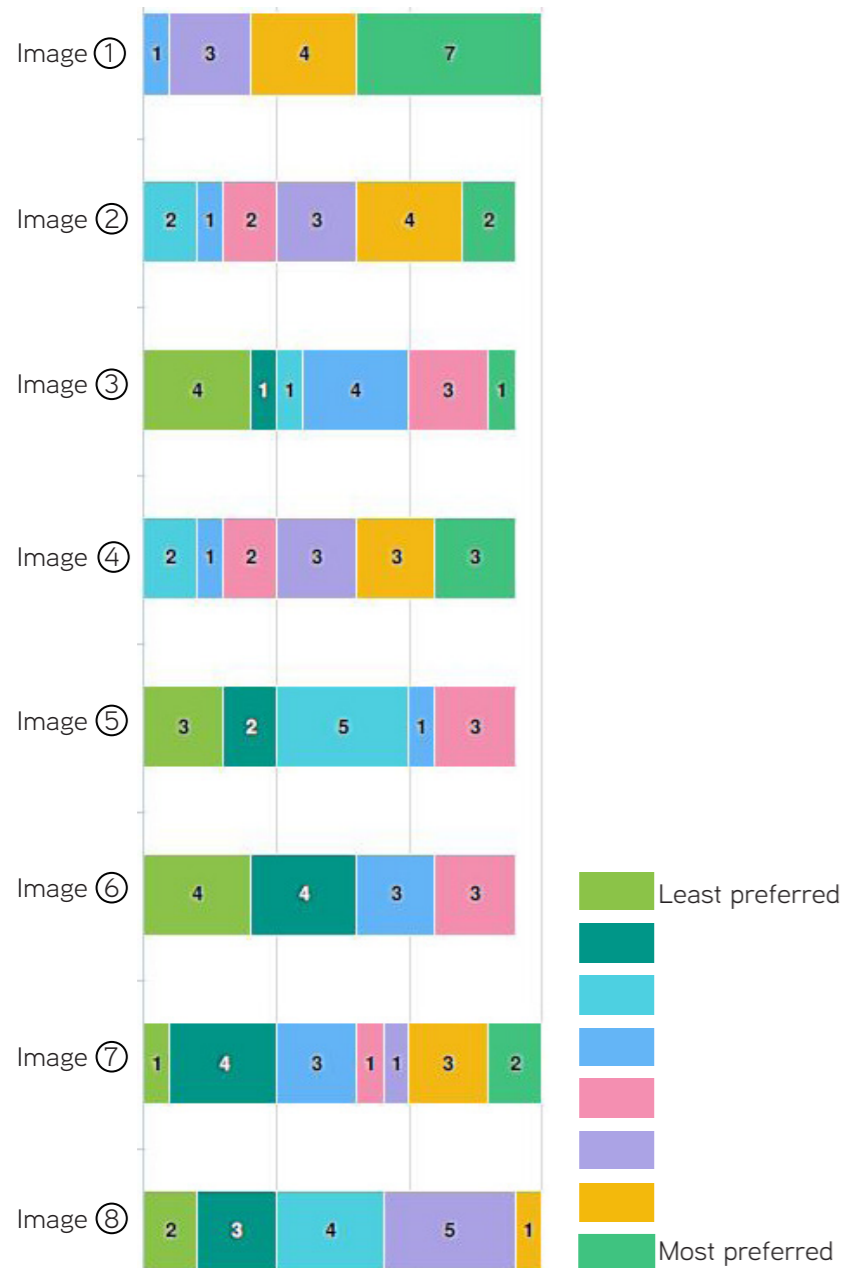 Image ① 1 3 4 7
Image ② 2 1 2 3 4 2
Image ③ 4 1 1 4 3 1
Image ④ 2 1 2 3 3 3
Image ⑤ 3 2 5 1 3
Image ⑥ 4 4 3 3
Image ⑦ 1 4 3 1 1 3 2
Image ⑧ 2 3 4 5 1
Least preferred
Most preferred